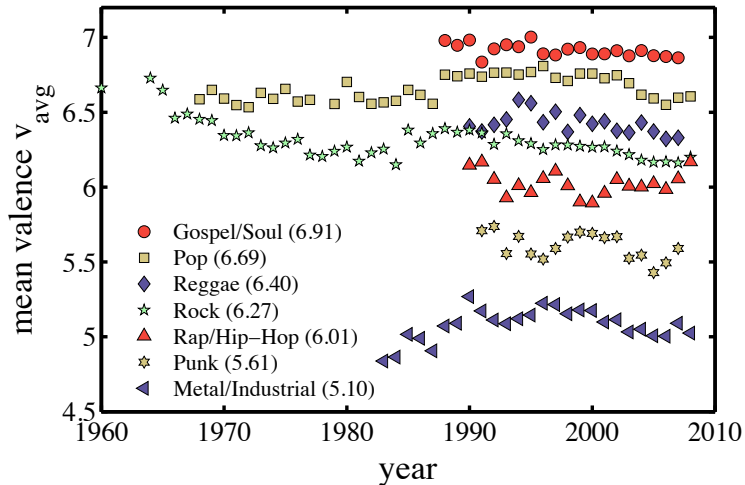 7
6.5
6
5.5
5
4.5
mean valence v avg
Gospel/Soul (6.91)
Pop (6.69)
Reggae (6.40)
Rock (6.27)
Rap/Hip−Hop (6.01)
Punk (5.61)
Metal/Industrial (5.10)
1960 1970 1980 1990 2000 2010
year